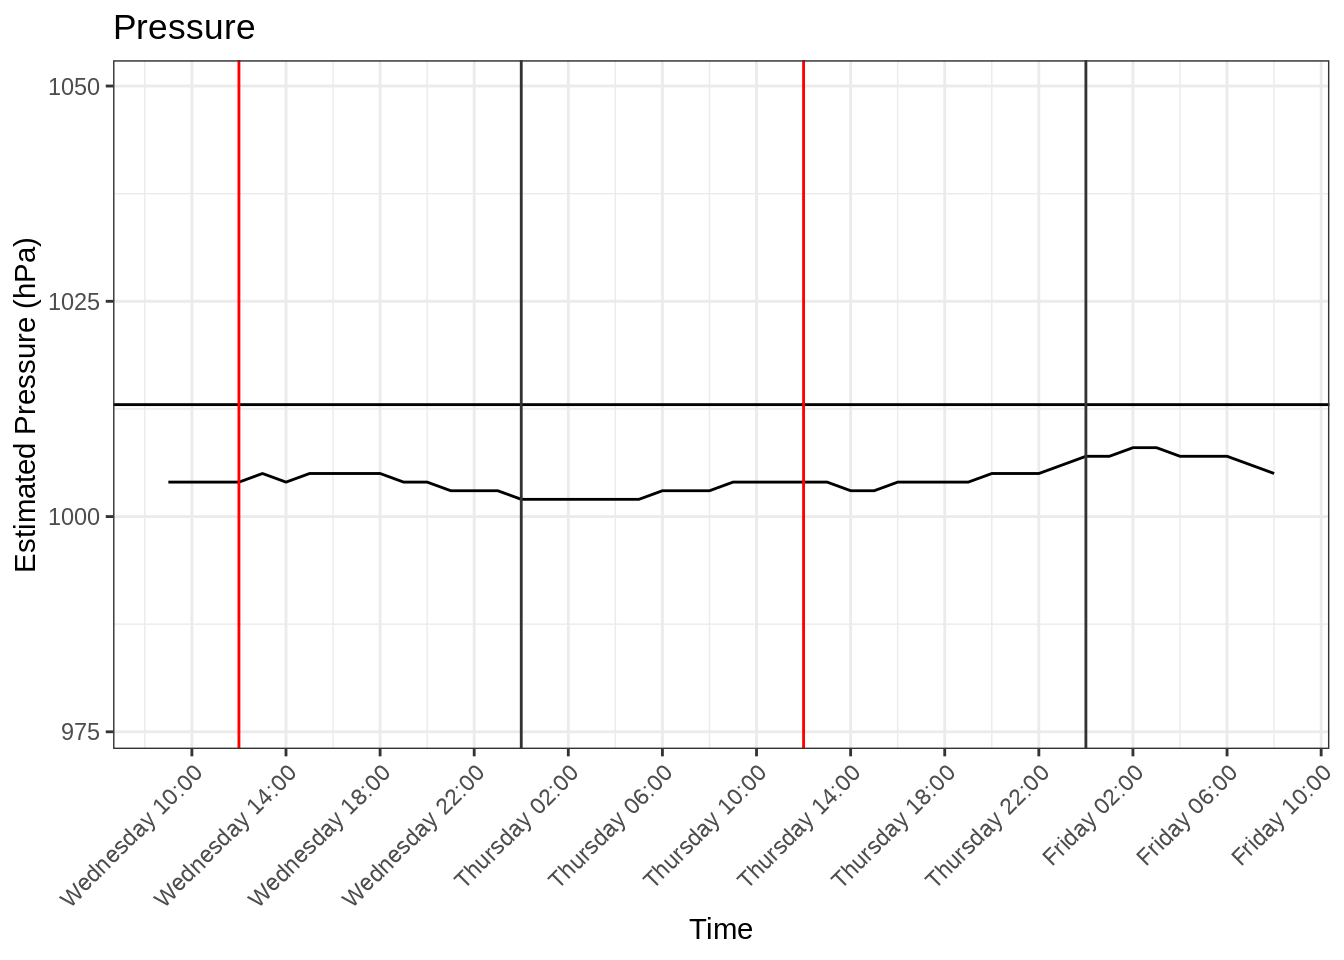 Pressure
Estimated Pressure (hPa)
1050
1025
1000
975
Wednesday 10:00
Wednesday 14:00
Wednesday 18:00
Wednesday 22:00
Thursday 02:00
Thursday 06:00
Thursday 10:00
Thursday 14:00
Thursday 18:00
Thursday 22:00
Friday 02:00
Friday 06:00
Friday 10:00
Time